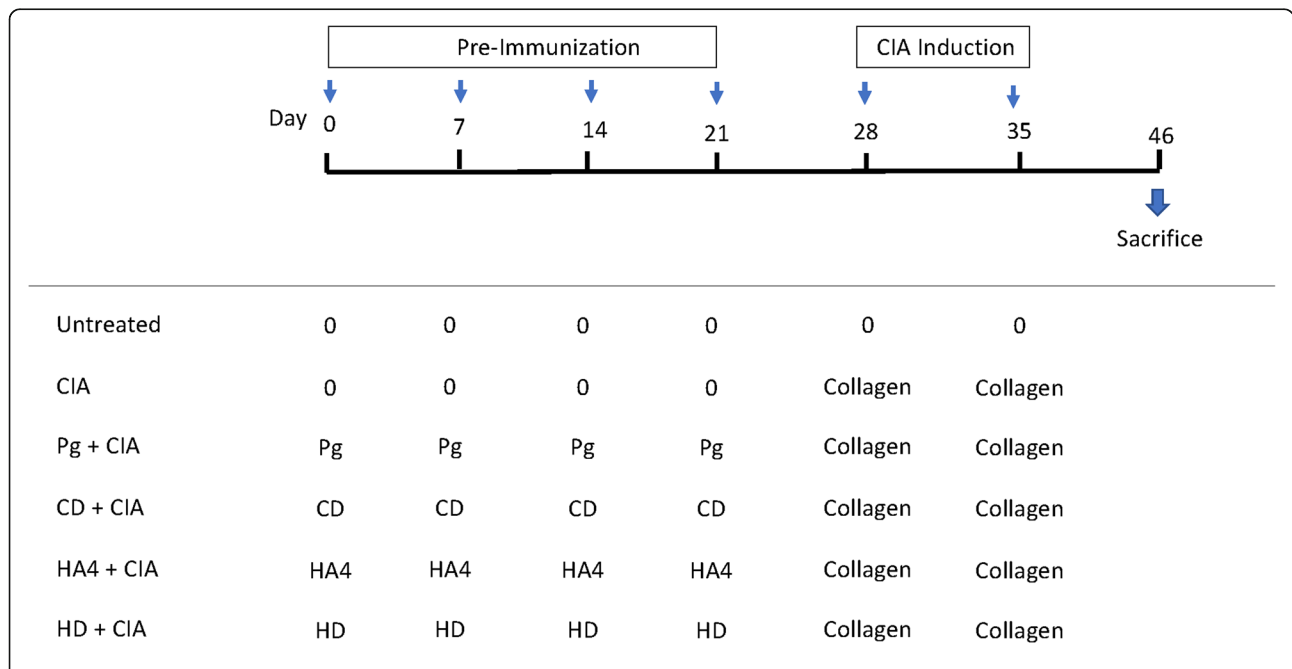 Pre-Immunization CIA Induction
Day 0 7 14 21 28 35 46
Sacrifice
Untreated 0 0 0 0 0 0
CIA 0 0 0 0 Collagen Collagen
Pg + CIA Pg Pg Pg Pg Collagen Collagen
CD + CIA CD CD CD CD Collagen Collagen
HA4 + CIA HA4 HA4 HA4 HA4 Collagen Collagen
HD + CIA HD HD HD HD Collagen Collagen